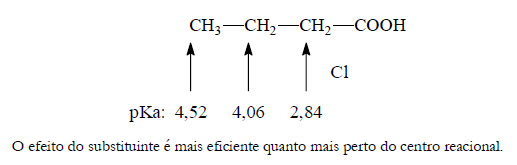 CH3—CH2—CH2—COOH
Cl
pKa: 4,52 4,06 2,84
O efeito do substituinte é mais eficiente quanto mais perto do centro reacional.